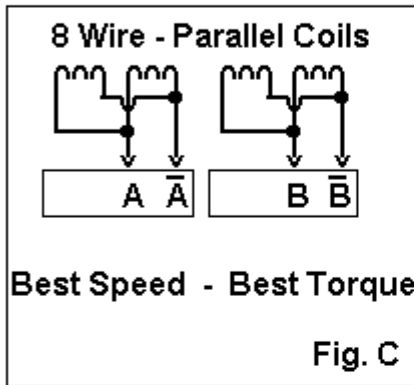 8 Wire - Parallel Coils
A A̅ B B̅
Best Speed - Best Torque
Fig. C